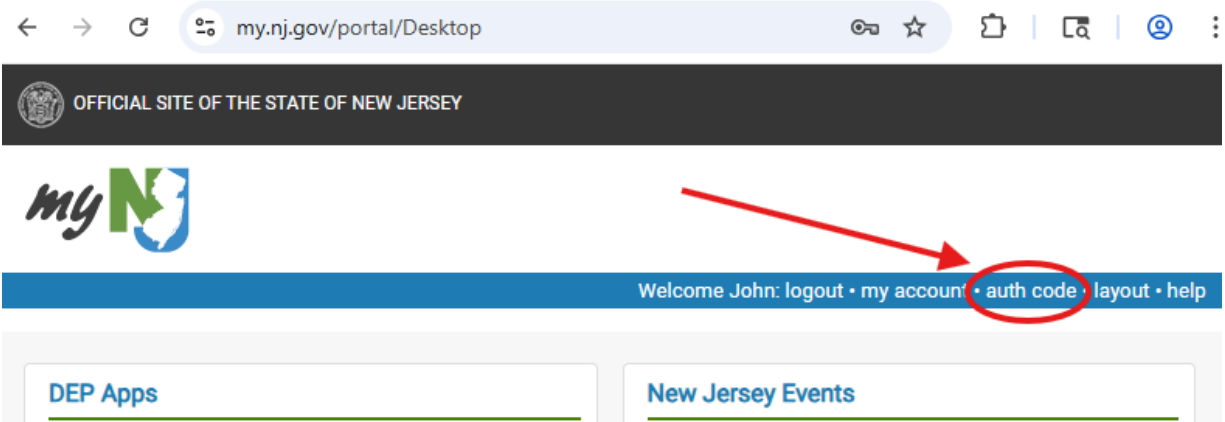 my.nj.gov/portal/Desktop
OFFICIAL SITE OF THE STATE OF NEW JERSEY
my NJ
Welcome John: logout • my account • auth code • layout • help
DEP Apps
New Jersey Events